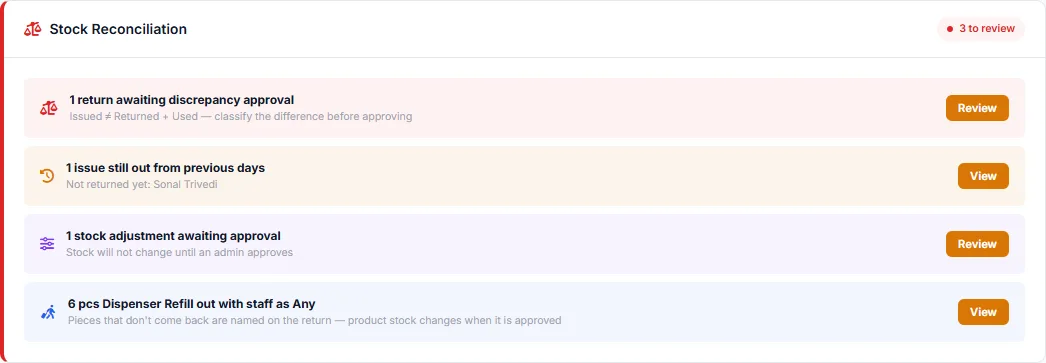 Stock Reconciliation
3 to review
1 return awaiting discrepancy approval
Issued ≠ Returned + Used — classify the difference before approving
Review
1 issue still out from previous days
Not returned yet: Sonal Trivedi
View
1 stock adjustment awaiting approval
Stock will not change until an admin approves
Review
6 pcs Dispenser Refill out with staff as Any
Pieces that don't come back are named on the return — product stock changes when it is approved
View